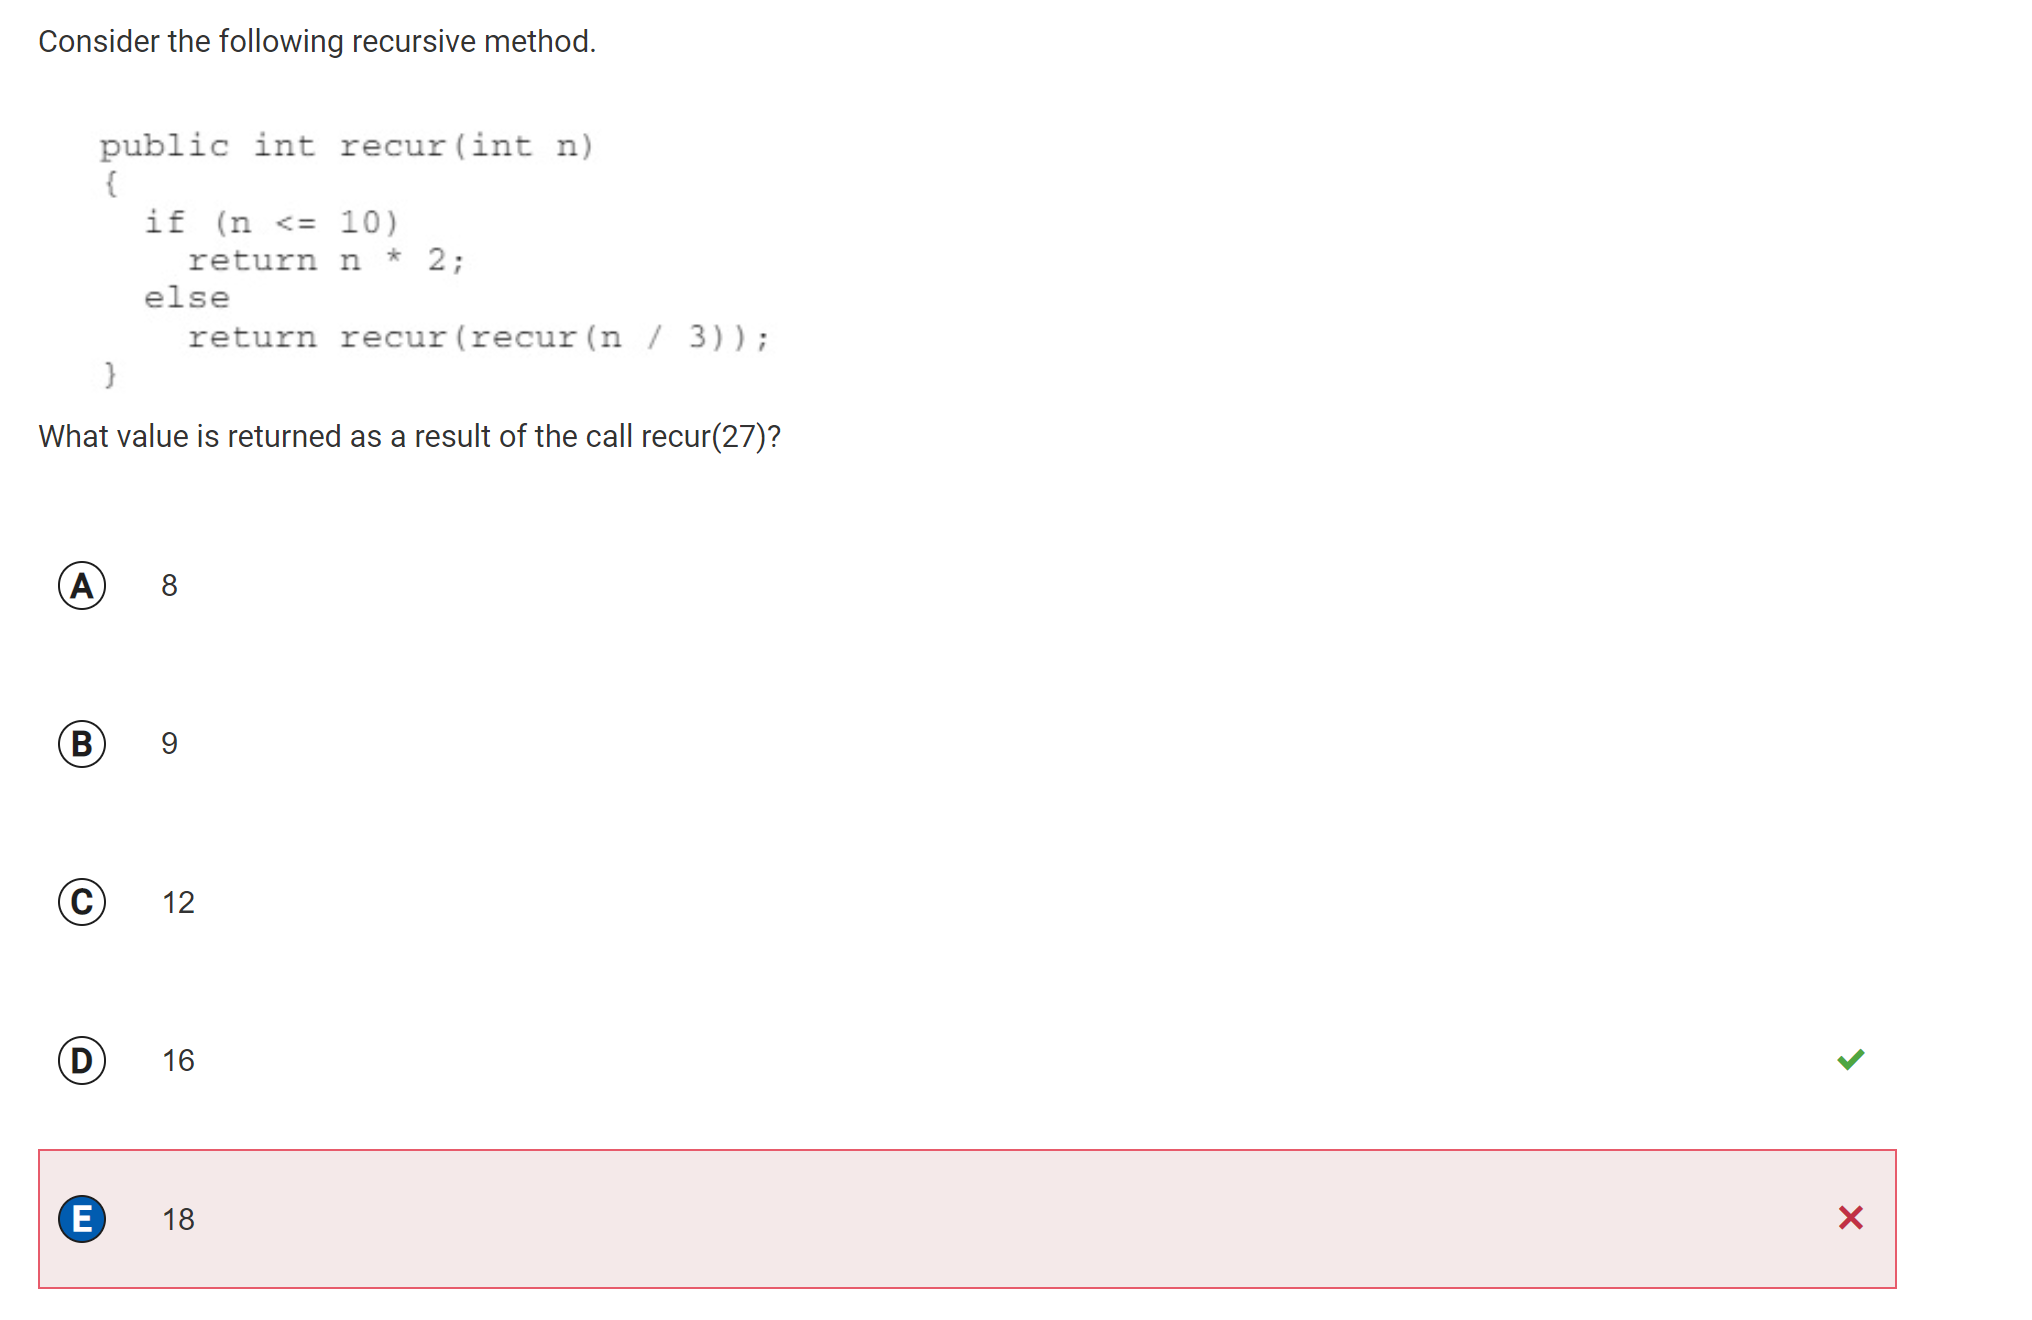 Consider the following recursive method.
public int recur(int n)
{
if (n <= 10)
return n * 2;
else
return recur(recur(n / 3));
}
What value is returned as a result of the call recur(27)?
A 8
B 9
C 12
D 16
E 18